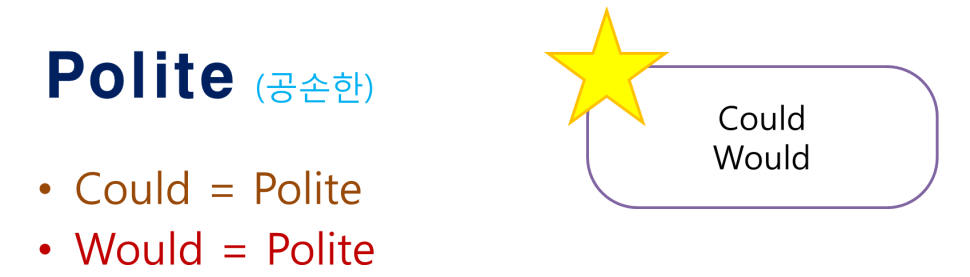 Polite (공손한)
• Could = Polite
• Would = Polite
Could
Would